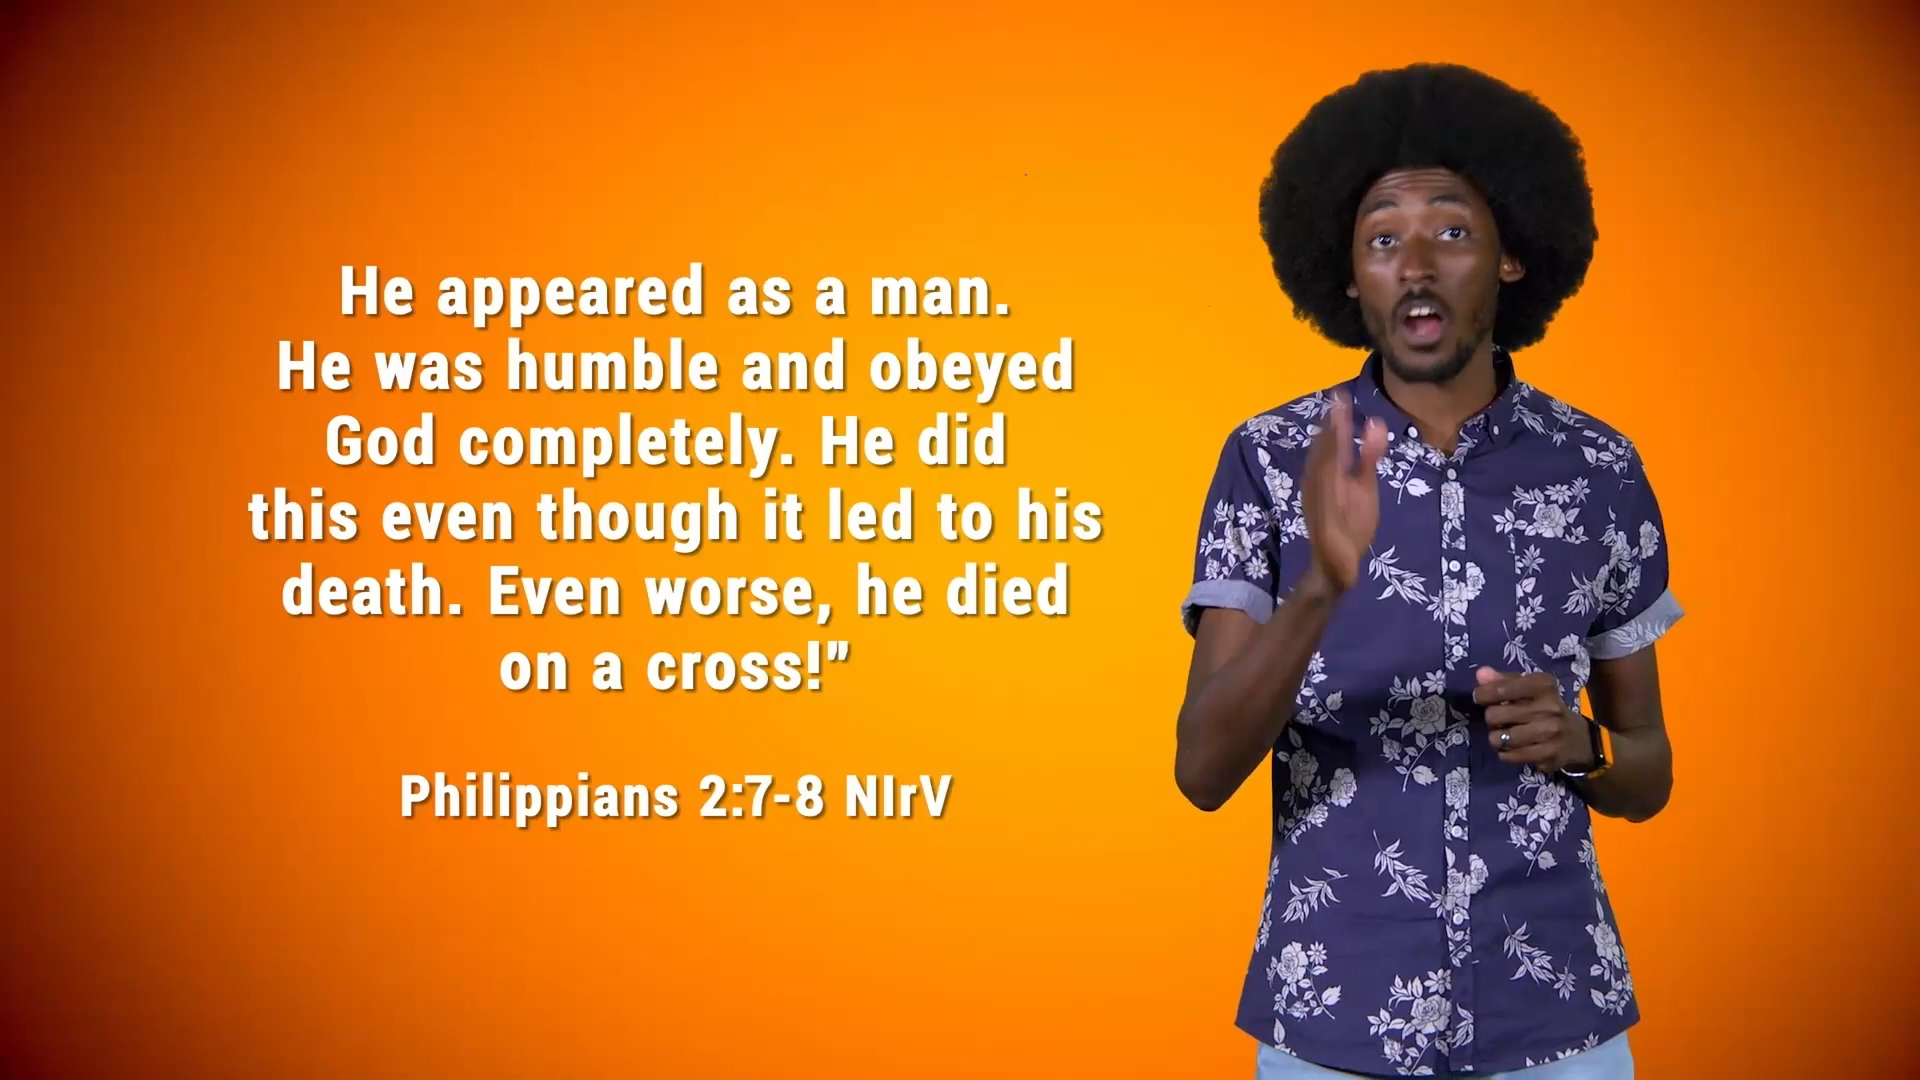 He appeared as a man.
He was humble and obeyed
God completely. He did
this even though it led to his
death. Even worse, he died
on a cross!”
Philippians 2:7-8 NIrV